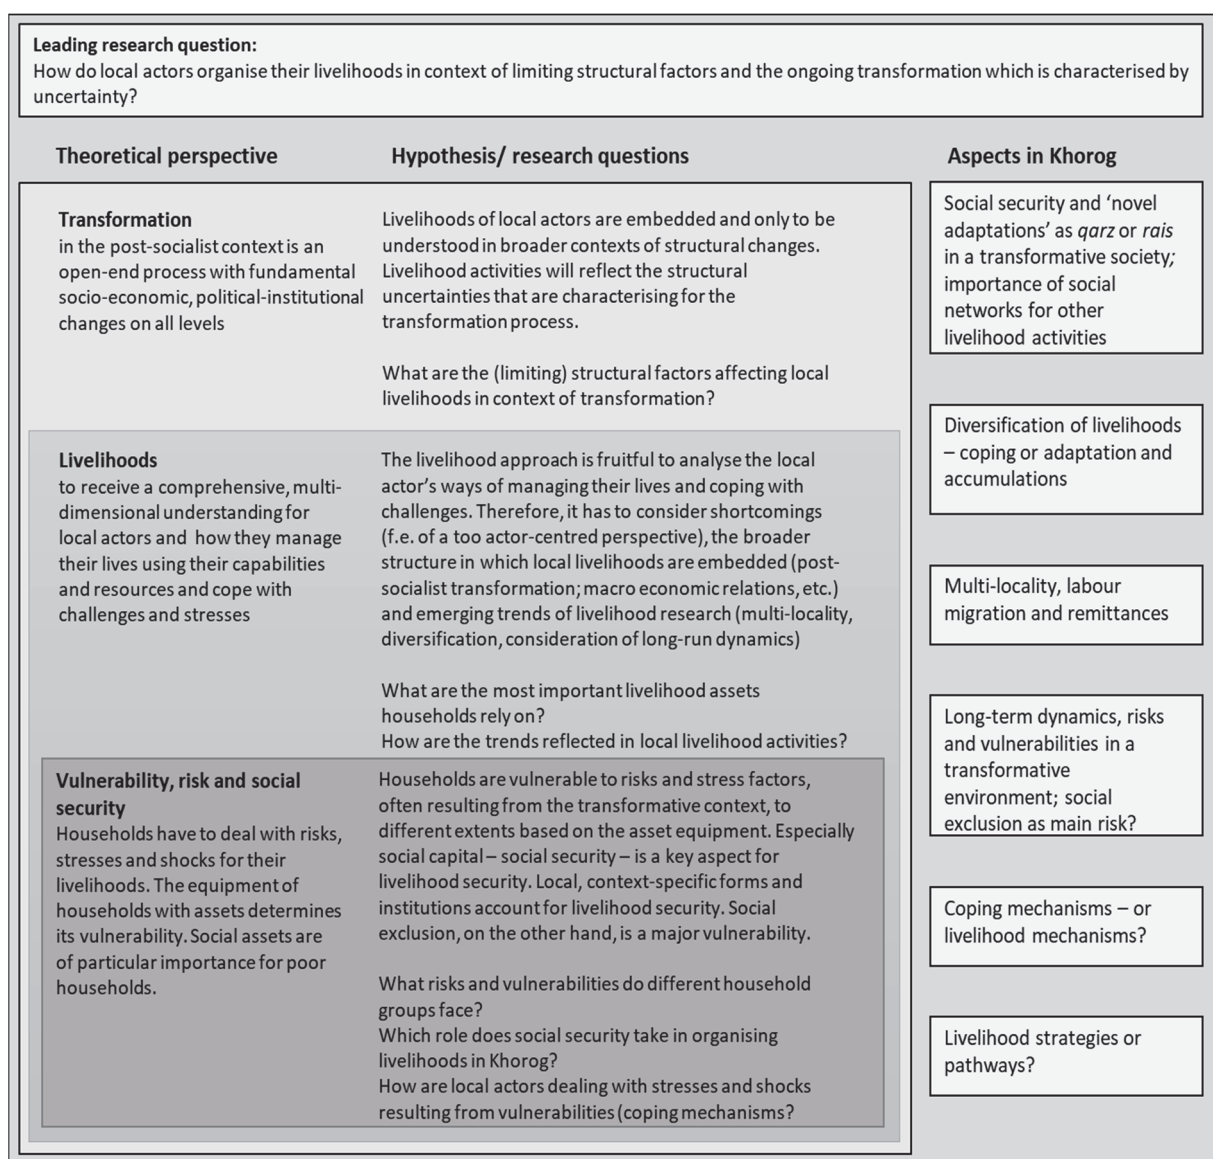 Leading research question:
How do local actors organise their livelihoods in context of limiting structural factors and the ongoing transformation which is characterised by
uncertainty?
Theoretical perspective
Hypothesis/ research questions
Aspects in Khorog
Transformation
in the post-socialist context is an
open-end process with fundamental
socio-economic, political-institutional
changes on all levels
Livelihoods of local actors are embedded and only to be
understood in broader contexts of structural changes.
Livelihood activities will reflect the structural
uncertainties that are characterising for the
transformation process.
What are the (limiting) structural factors affecting local
livelihoods in context of transformation?
Livelihoods
to receive a comprehensive, multi-
dimensional understanding for
local actors and how they manage
their lives using their capabilities
and resources and cope with
challenges and stresses
The livelihood approach is fruitful to analyse the local
actor's ways of managing their lives and coping with
challenges. Therefore, it has to consider shortcomings
(f.e. of a too actor-centred perspective), the broader
structure in which local livelihoods are embedded (post-
socialist transformation; macro economic relations, etc.)
and emerging trends of livelihood research (multi-locality,
diversification, consideration of long-run dynamics)
What are the most important livelihood assets
households rely on?
How are the trends reflected in local livelihood activities?
Vulnerability, risk and social
security
Households have to deal with risks,
stresses and shocks for their
livelihoods. The equipment of
households with assets determines
its vulnerability. Social assets are
of particular importance for poor
households.
Households are vulnerable to risks and stress factors,
often resulting from the transformative context, to
different extents based on the asset equipment. Especially
social capital – social security – is a key aspect for
livelihood security. Local, context-specific forms and
institutions account for livelihood security. Social
exclusion, on the other hand, is a major vulnerability.
What risks and vulnerabilities do different household
groups face?
Which role does social security take in organising
livelihoods in Khorog?
How are local actors dealing with stresses and shocks
resulting from vulnerabilities (coping mechanisms?
Social security and 'novel
adaptations' as qarz or rais
in a transformative society;
importance of social
networks for other
livelihood activities
Diversification of livelihoods
– coping or adaptation and
accumulations
Multi-locality, labour
migration and remittances
Long-term dynamics, risks
and vulnerabilities in a
transformative
environment; social
exclusion as main risk?
Coping mechanisms – or
livelihood mechanisms?
Livelihood strategies or
pathways?